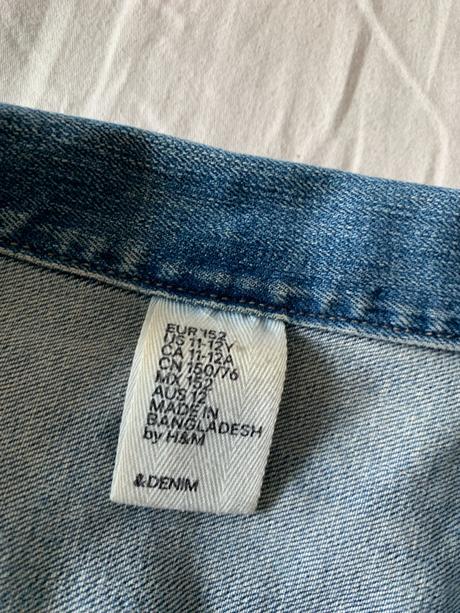 EUR 152
US 11-12Y
CA 11-12A
CN 150/76
MX 152
AUS 12
MADE IN
BANGLADESH
by H&M
&DENIM